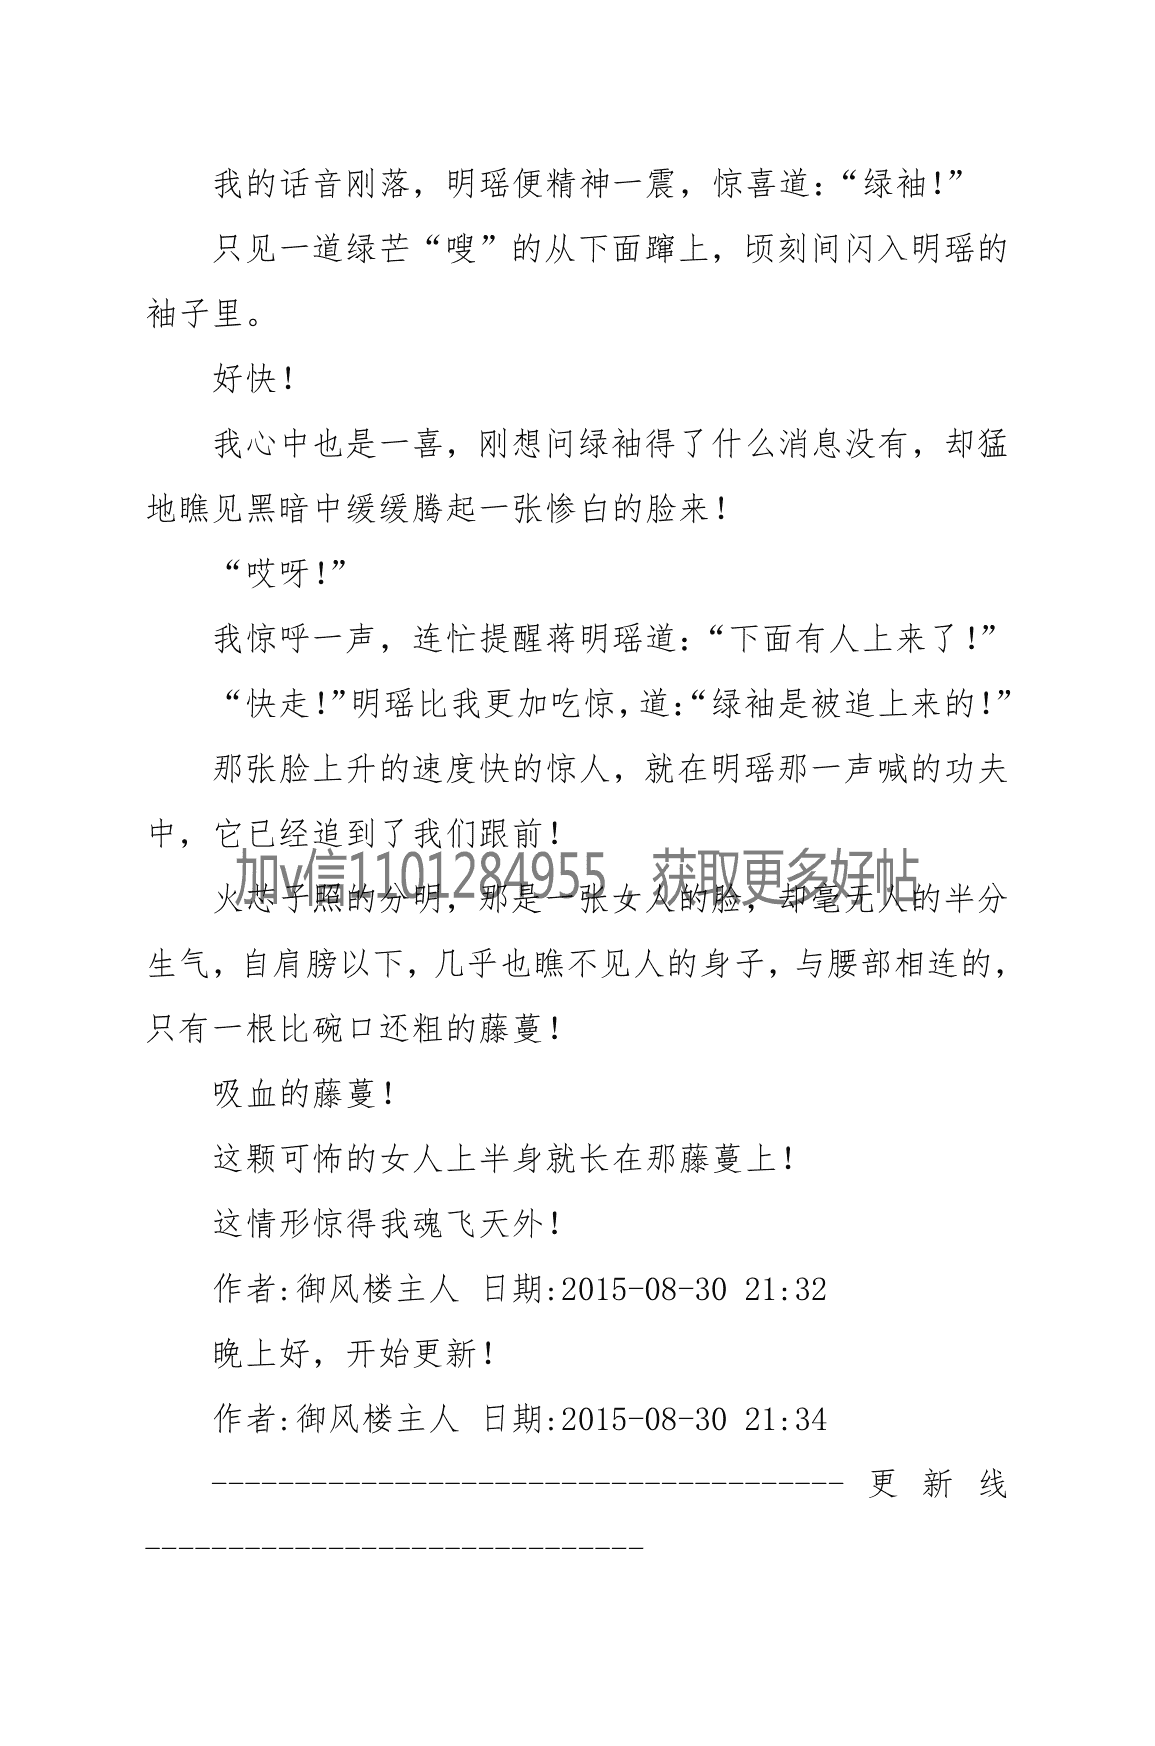 我的话音刚落，明瑶便精神一震，惊喜道：“绿袖！”
只见一道绿芒“嗖”的从下面蹿上，顷刻间闪入明瑶的
袖子里。
好快！
我心中也是一喜，刚想问绿袖得了什么消息没有，却猛
地瞧见黑暗中缓缓腾起一张惨白的脸来！
“哎呀！”
我惊呼一声，连忙提醒蒋明瑶道：“下面有人上来了！”
“快走！”明瑶比我更加吃惊，道：“绿袖是被追上来的！”
那张脸上升的速度快的惊人，就在明瑶那一声喊的功夫
中，它已经追到了我们跟前！
加v信1101284955，获取更多好帖
火芯子照的分明，那是一张女人的脸，却毫无人的半分
生气，自肩膀以下，几乎也瞧不见人的身子，与腰部相连的，
只有一根比碗口还粗的藤蔓！
吸血的藤蔓！
这颗可怖的女人上半身就长在那藤蔓上！
这情形惊得我魂飞天外！
作者:御风楼主人 日期:2015-08-30 21:32
晚上好，开始更新！
作者:御风楼主人 日期:2015-08-30 21:34
--------------------------------------更新线
------------------------------